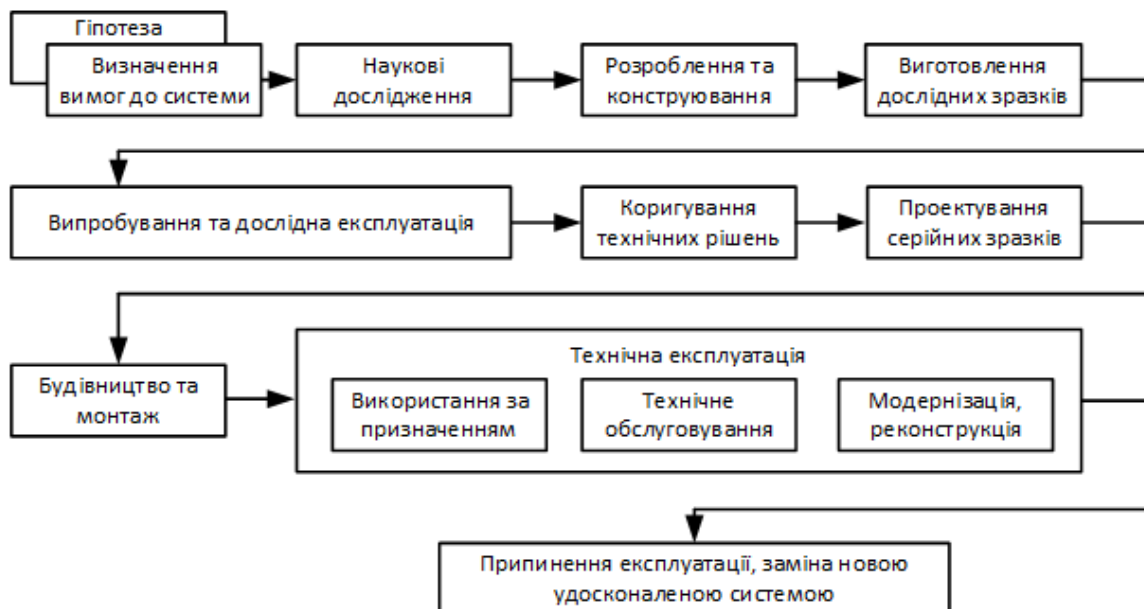 Гіпотеза
Визначення
вимог до системи
Наукові
дослідження
Розроблення та
конструювання
Виготовлення
дослідних зразків
Випробування та дослідна експлуатація
Коригування
технічних рішень
Проектування
серійних зразків
Будівництво та
монтаж
Технічна експлуатація
Використання за
призначенням
Технічне
обслуговування
Модернізація,
реконструкція
Припинення експлуатації, заміна новою
удосконаленою системою